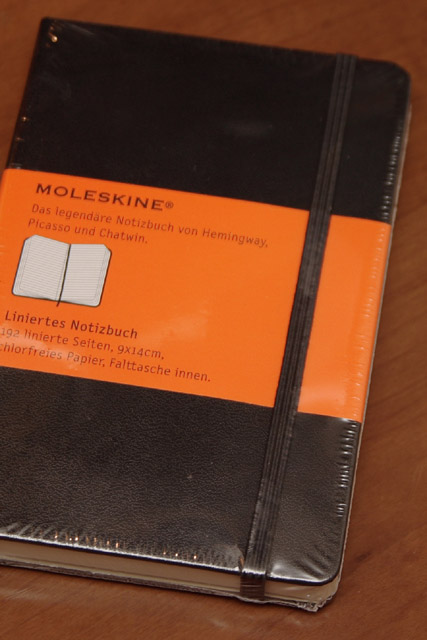 MOLESKINE®
Das legendäre Notizbuch von Hemingway,
Picasso und Chatwin.
Liniertes Notizbuch
192 linierte Seiten, 9x14cm,
chlorfreies Papier, Falttasche innen.